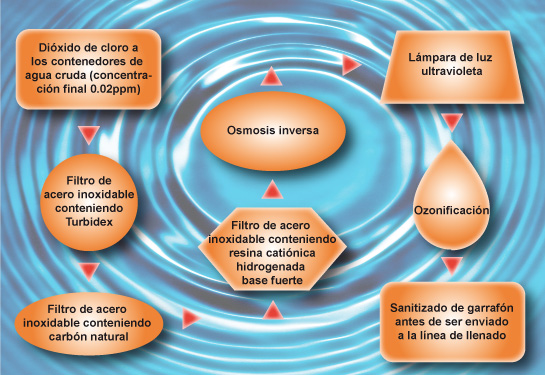 Dióxido de cloro a
los contenedores de
agua cruda (concentra-
ción final 0.02ppm)
Filtro de
acero inoxidable
conteniendo
Turbidex
Filtro de acero
inoxidable conteniendo
carbón natural
Filtro de acero
inoxidable conteniendo
resina catiónica
hidrogenada
base fuerte
Osmosis inversa
Lámpara de luz
ultravioleta
Ozonificación
Sanitizado de garrafón
antes de ser enviado
a la línea de llenado